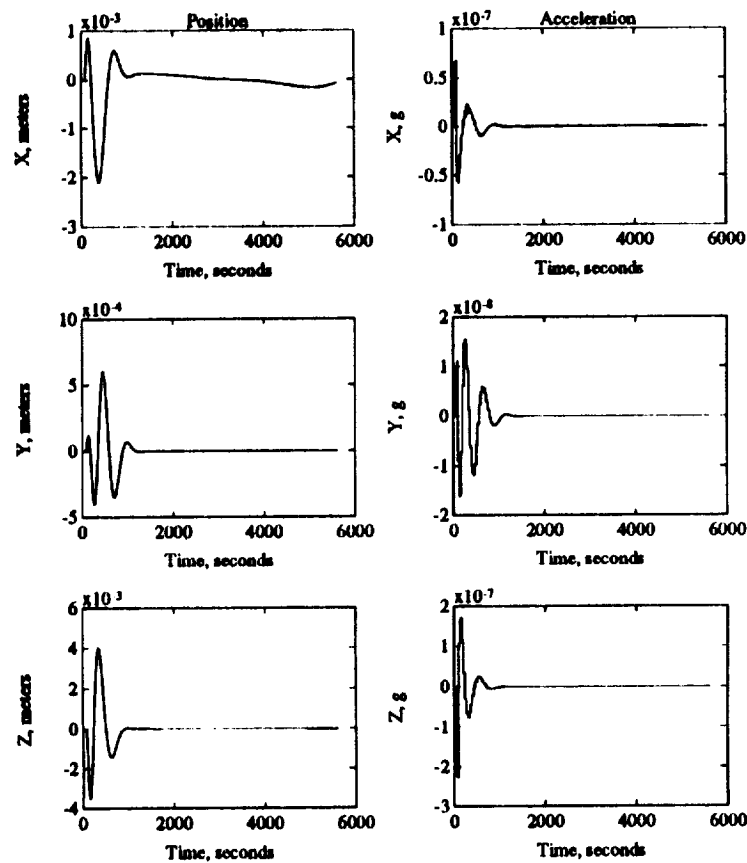 x10-3 Position
1
0
-1
-2
-3
X, meters
0 2000 4000 6000
Time, seconds
x10-7 Acceleration
1
0.5
0
-0.5
-1
X, g
0 2000 4000 6000
Time, seconds
x10-4
10
5
0
-5
Y, meters
0 2000 4000 6000
Time, seconds
x10-8
2
1
0
-1
-2
Y, g
0 2000 4000 6000
Time, seconds
x10 3
6
4
2
0
-2
-4
Z, meters
0 2000 4000 6000
Time, seconds
x10-7
2
1
0
-1
-2
-3
Z, g
0 2000 4000 6000
Time, seconds